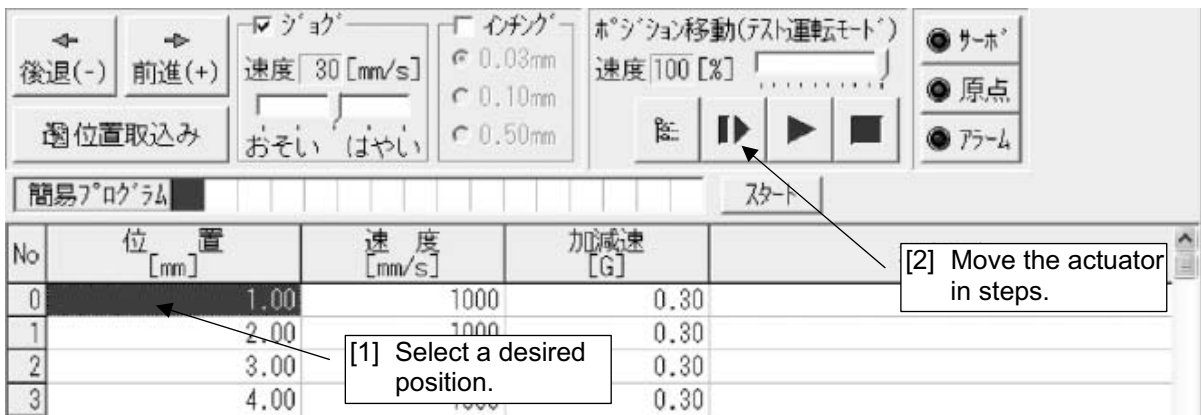 後退(-)
前進(+)
位置取込み
ジョグ
速度 30 [mm/s]
おそい はやい
インチング
0.03mm
0.10mm
0.50mm
ポジション移動(テスト運転モード)
速度 100 [%]
サーボ
原点
アラーム
簡易プログラム
スタート
No 位 置 [mm] 速 度 [mm/s] 加減速 [G]
0 1.00 1000 0.30
1 2.00 1000 0.30
2 3.00 0.30
3 4.00 0.30
[1] Select a desired
position.
[2] Move the actuator
in steps.